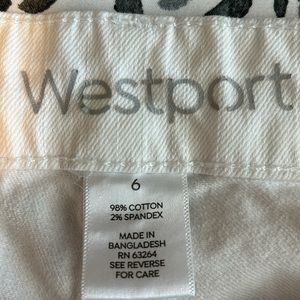 Westport
6
98% COTTON
2% SPANDEX
MADE IN
BANGLADESH
RN 63264
SEE REVERSE
FOR CARE